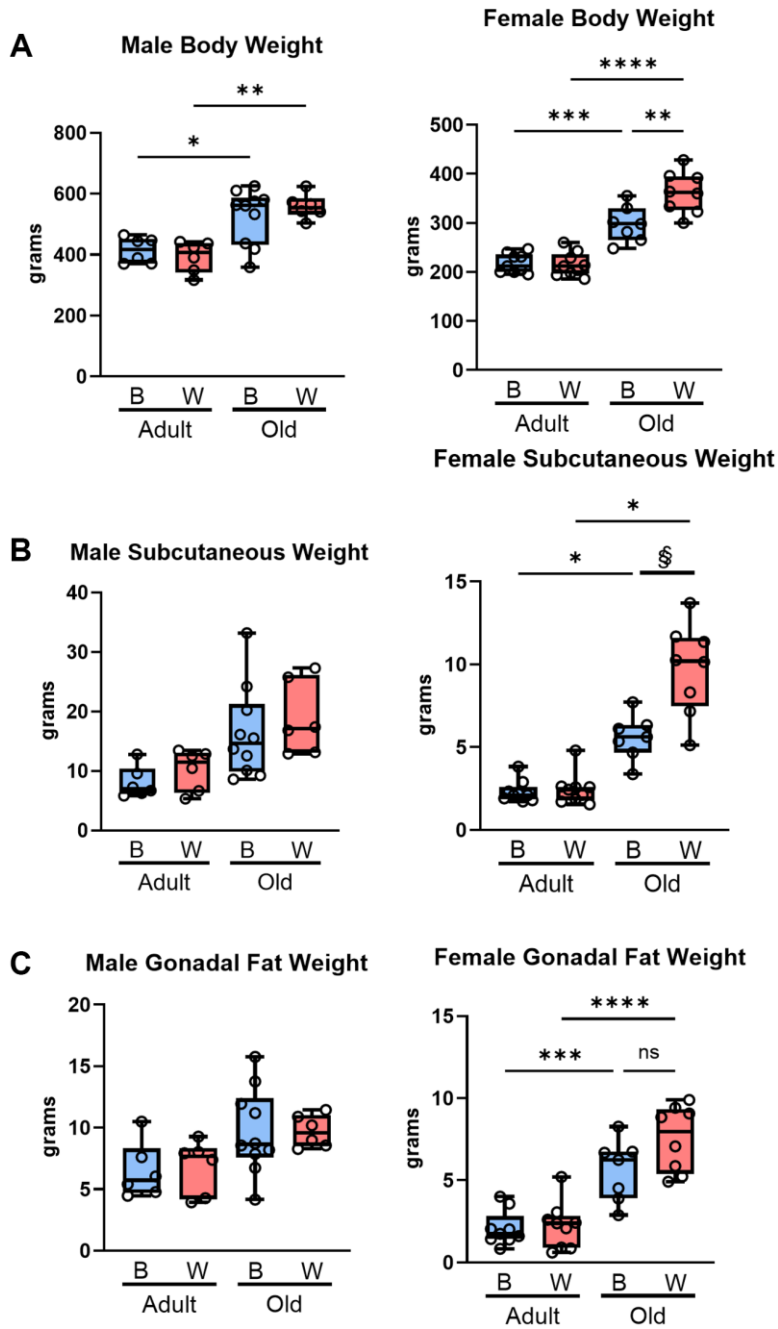 A
Male Body Weight
* **
800
600
400
200
0
grams
B W B W
Adult Old
Female Body Weight
****
*** **
500
400
300
200
100
0
grams
B W B W
Adult Old
B
Male Subcutaneous Weight
40
30
20
10
0
grams
B W B W
Adult Old
Female Subcutaneous Weight
*
* §§
15
10
5
0
grams
B W B W
Adult Old
C
Male Gonadal Fat Weight
20
15
10
5
0
grams
B W B W
Adult Old
Female Gonadal Fat Weight
****
*** ns
15
10
5
0
grams
B W B W
Adult Old